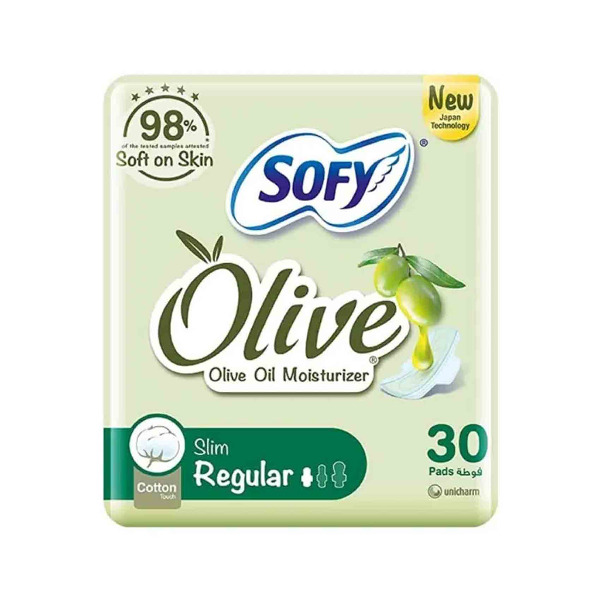 98%
of the tested samples attested
Soft on Skin
New
Japan
Technology
SOFY®
Olive®
Olive Oil Moisturizer
Slim
Regular
Cotton
Touch
30
Pads فوطة
unicharm